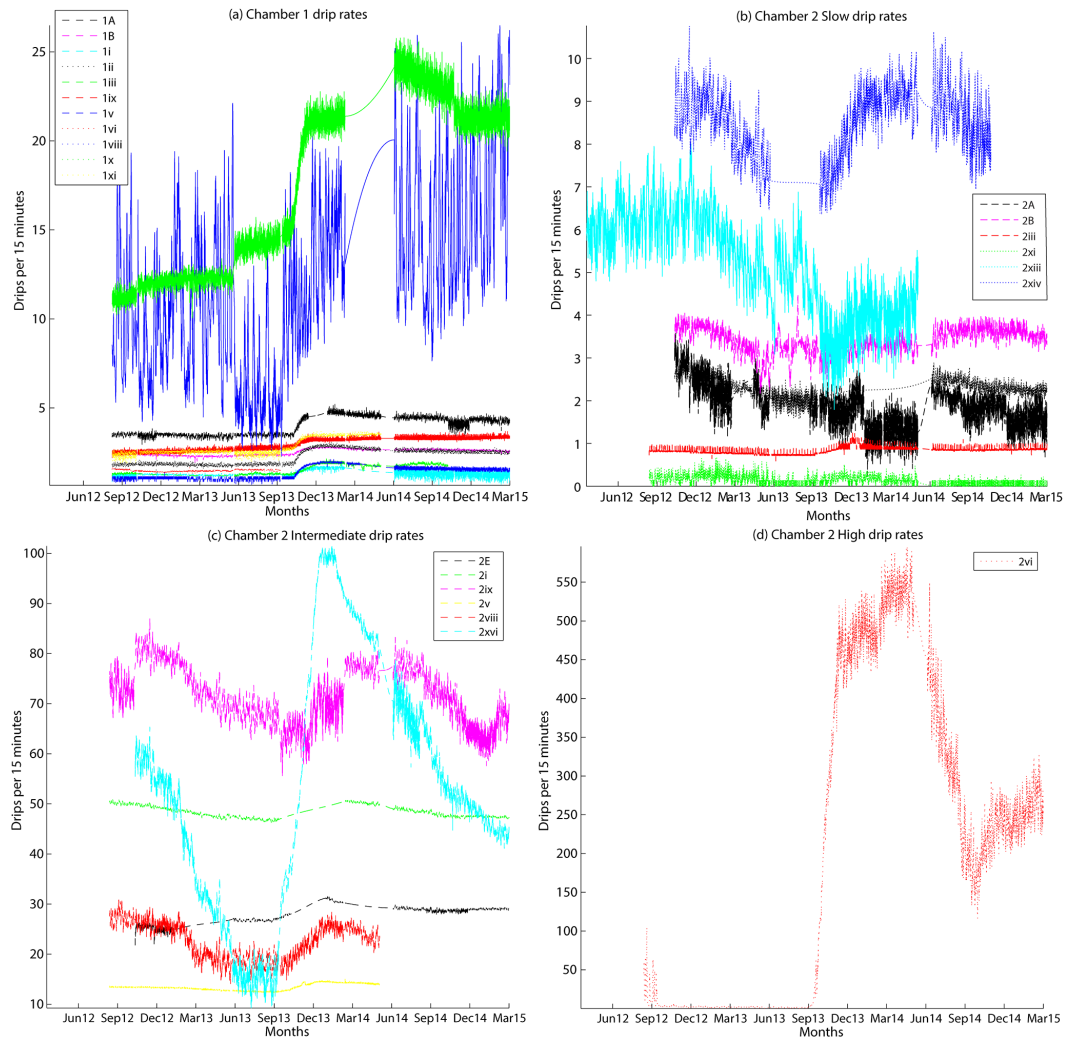 (a) Chamber 1 drip rates
1A
1B
1i
1ii
1iii
1ix
1v
1vi
1viii
1x
1xi
25
20
15
10
5
Drips per 15 minutes
Jun12 Sep12 Dec12 Mar13 Jun13 Sep13 Dec13 Mar14 Jun14 Sep14 Dec14 Mar15
Months
(b) Chamber 2 Slow drip rates
10
9
8
7
6
5
4
3
2
1
0
Drips per 15 minutes
2A
2B
2iii
2xi
2xiii
2xiv
Jun12 Sep12 Dec12 Mar13 Jun13 Sep13 Dec13 Mar14 Jun14 Sep14 Dec14 Mar15
Months
(c) Chamber 2 Intermediate drip rates
100
90
80
70
60
50
40
30
20
10
Drips per 15 minutes
2E
2i
2ix
2v
2viii
2xvi
Jun12 Sep12 Dec12 Mar13 Jun13 Sep13 Dec13 Mar14 Jun14 Sep14 Dec14 Mar15
Months
(d) Chamber 2 High drip rates
2vi
550
500
450
400
350
300
250
200
150
100
50
Drips per 15 minutes
Jun12 Sep12 Dec12 Mar13 Jun13 Sep13 Dec13 Mar14 Jun14 Sep14 Dec14 Mar15
Months